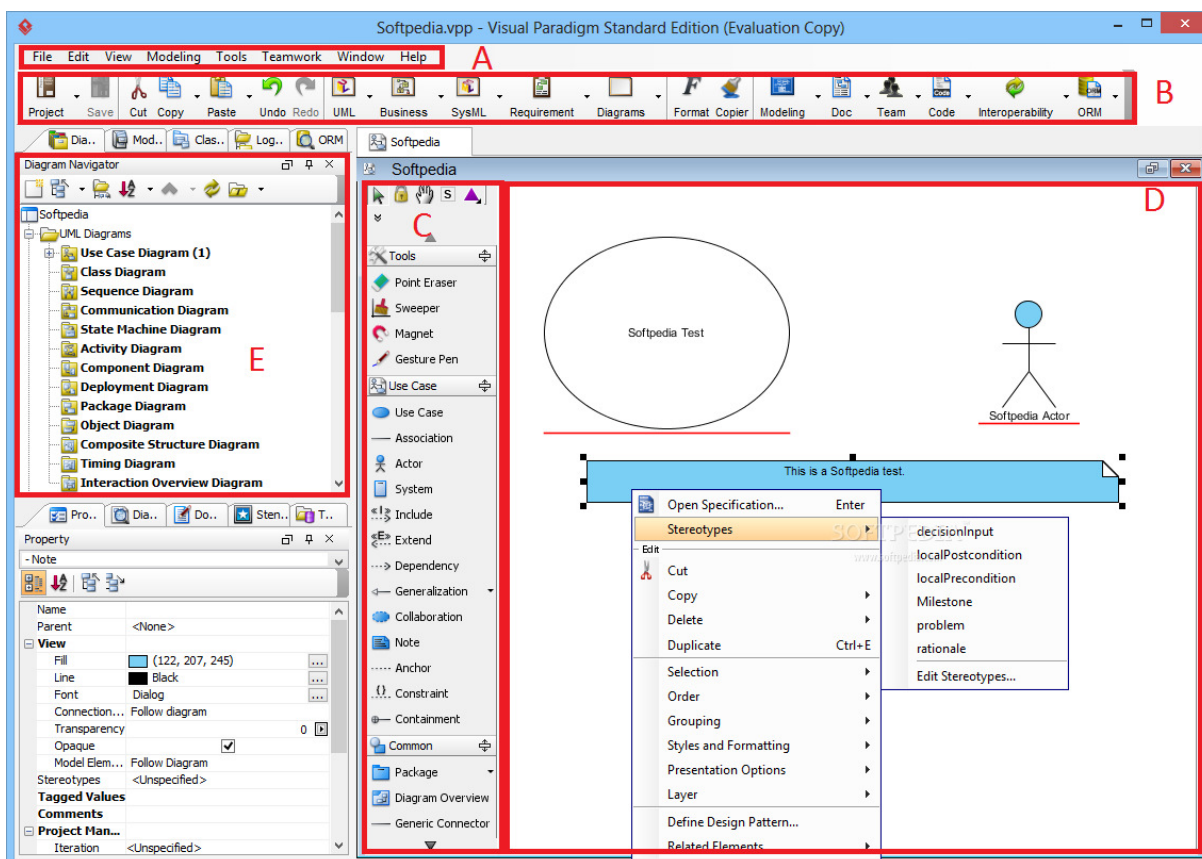 Softpedia.vpp - Visual Paradigm Standard Edition (Evaluation Copy)
File Edit View Modeling Tools Teamwork Window Help
A
Project Save Cut Copy Paste Undo Redo UML Business SysML Requirement Diagrams Format Copier Modeling Doc Team Code Interoperability ORM
B
Dia.. Mod.. Clas.. Log.. ORM
Softpedia
Diagram Navigator
Softpedia
UML Diagrams
Use Case Diagram (1)
Class Diagram
Sequence Diagram
Communication Diagram
State Machine Diagram
Activity Diagram
Component Diagram
Deployment Diagram
Package Diagram
Object Diagram
Composite Structure Diagram
Timing Diagram
Interaction Overview Diagram
E
Pro.. Dia.. Do.. Sten.. T..
Property
- Note
Name
Parent <None>
View
Fill (122, 207, 245) ...
Line Black ...
Font Dialog ...
Connection... Follow diagram
Transparency 0
Opaque
Model Elem... Follow Diagram
Stereotypes <Unspecified>
Tagged Values
Comments
Project Man...
Iteration <Unspecified>
Softpedia
S
C
Tools
Point Eraser
Sweeper
Magnet
Gesture Pen
Use Case
Use Case
Association
Actor
System
Include
Extend
Dependency
Generalization
Collaboration
Note
Anchor
Constraint
Containment
Common
Package
Diagram Overview
Generic Connector
D
Softpedia Test
Softpedia Actor
This is a Softpedia test.
Open Specification... Enter
Stereotypes
Edit
Cut
Copy
Delete
Duplicate Ctrl+E
Selection
Order
Grouping
Styles and Formatting
Presentation Options
Layer
Define Design Pattern...
Related Elements
decisionInput
localPostcondition
localPrecondition
Milestone
problem
rationale
Edit Stereotypes...